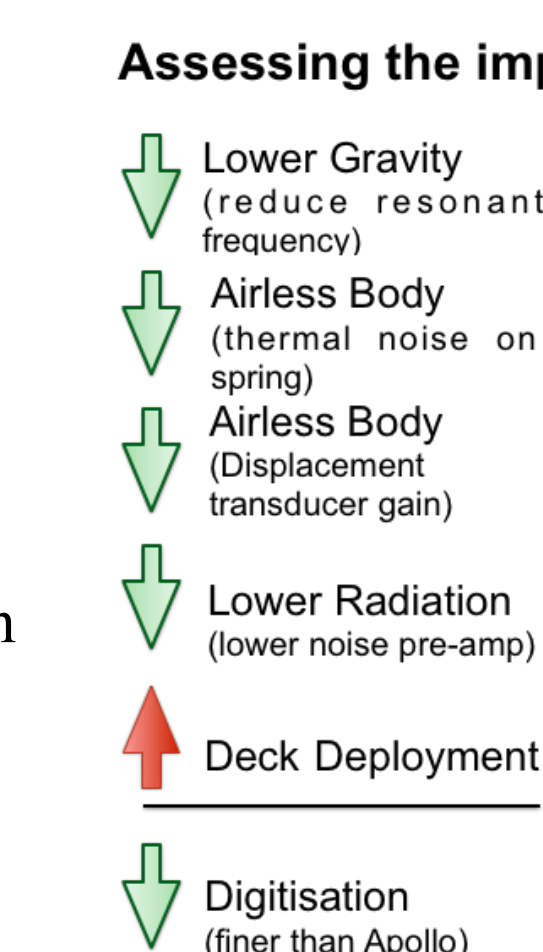 Assessing the imp
Lower Gravity
(reduce resonant
frequency)
Airless Body
(thermal noise on
spring)
Airless Body
(Displacement
transducer gain)
n
Lower Radiation
(lower noise pre-amp)
Deck Deployment
Digitisation
(finer than Apollo)